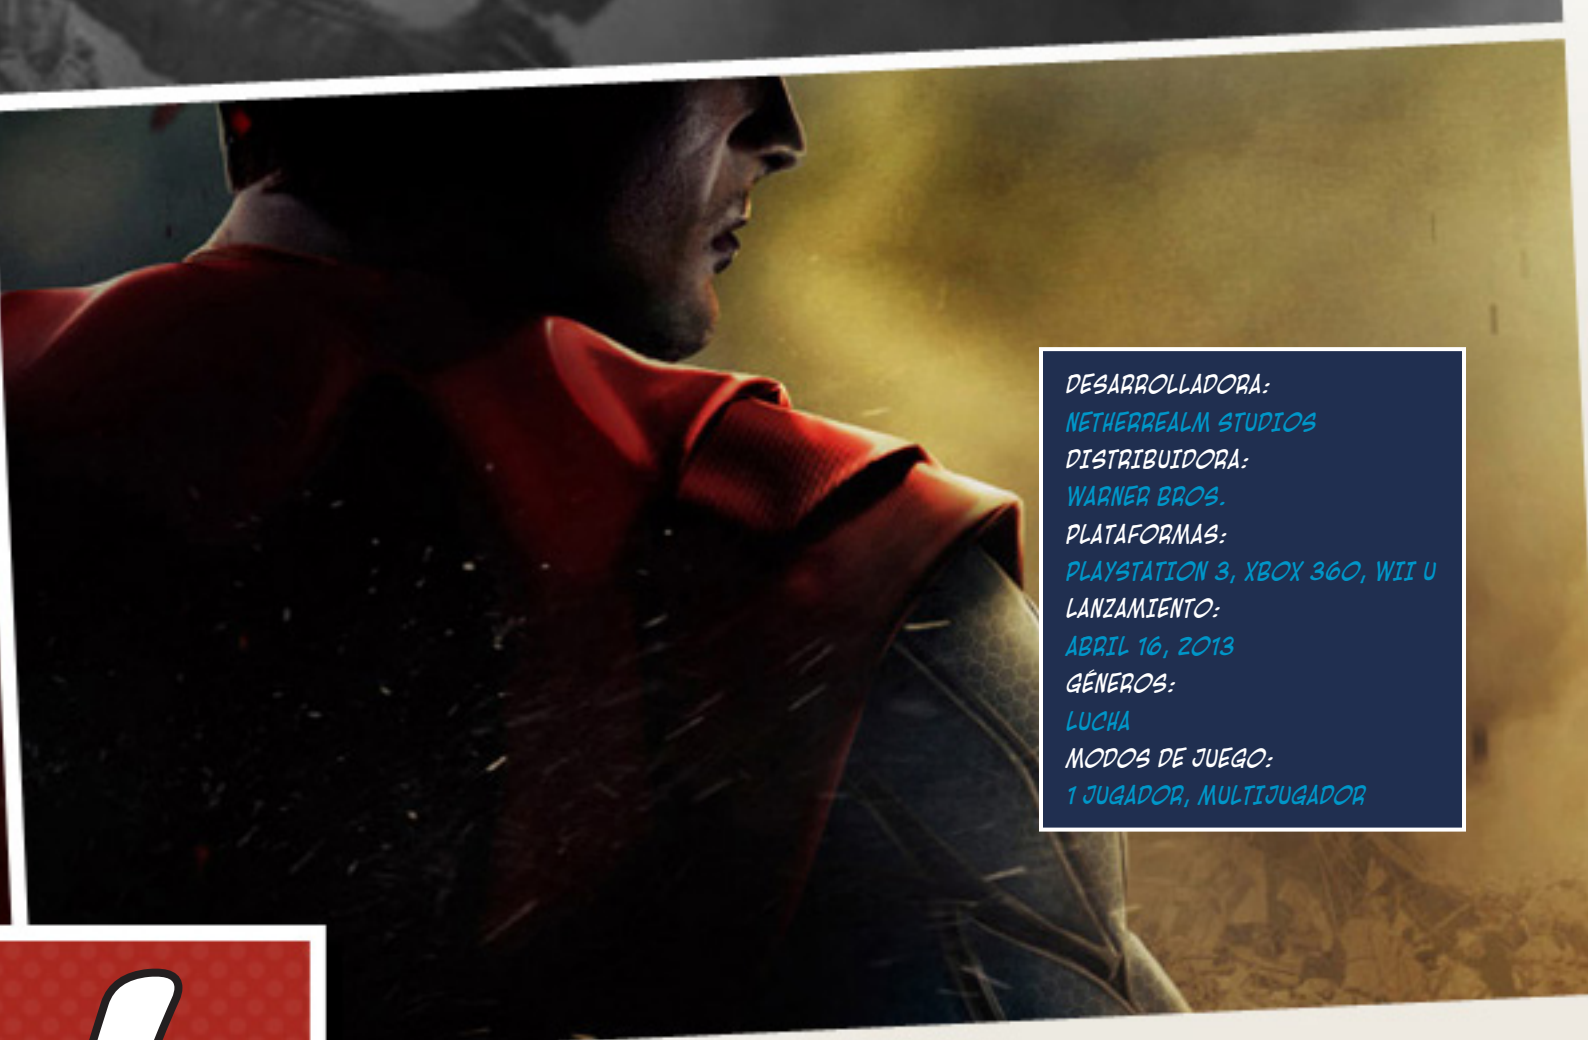 DESARROLLADORA:
NETHERREALM STUDIOS
DISTRIBUIDORA:
WARNER BROS.
PLATAFORMAS:
PLAYSTATION 3, XBOX 360, WII U
LANZAMIENTO:
ABRIL 16, 2013
GÉNEROS:
LUCHA
MODOS DE JUEGO:
1 JUGADOR, MULTIJUGADOR